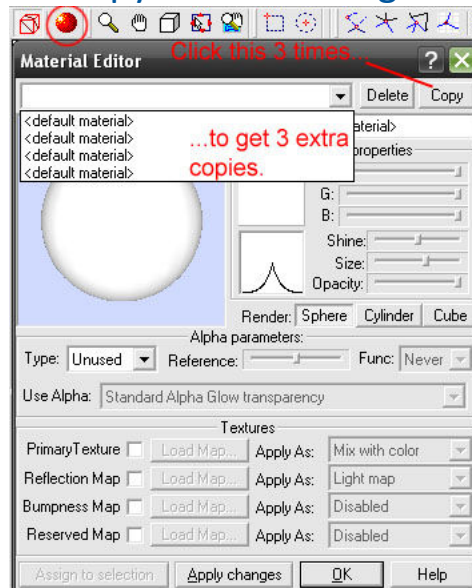 Click this 3 times...
Material Editor
Delete Copy
<default material>
<default material>
<default material>
<default material>
...to get 3 extra
copies.
aterial>
properties
G:
B:
Shine:
Size:
Opacity:
Render: Sphere Cylinder Cube
Alpha parameters:
Type: Unused Reference: Func: Never
Use Alpha: Standard Alpha Glow transparency
Textures
PrimaryTexture Load Map... Apply As: Mix with color
Reflection Map Load Map... Apply As: Light map
Bumpness Map Load Map... Apply As: Disabled
Reserved Map Load Map... Apply As: Disabled
Assign to selection Apply changes OK Help